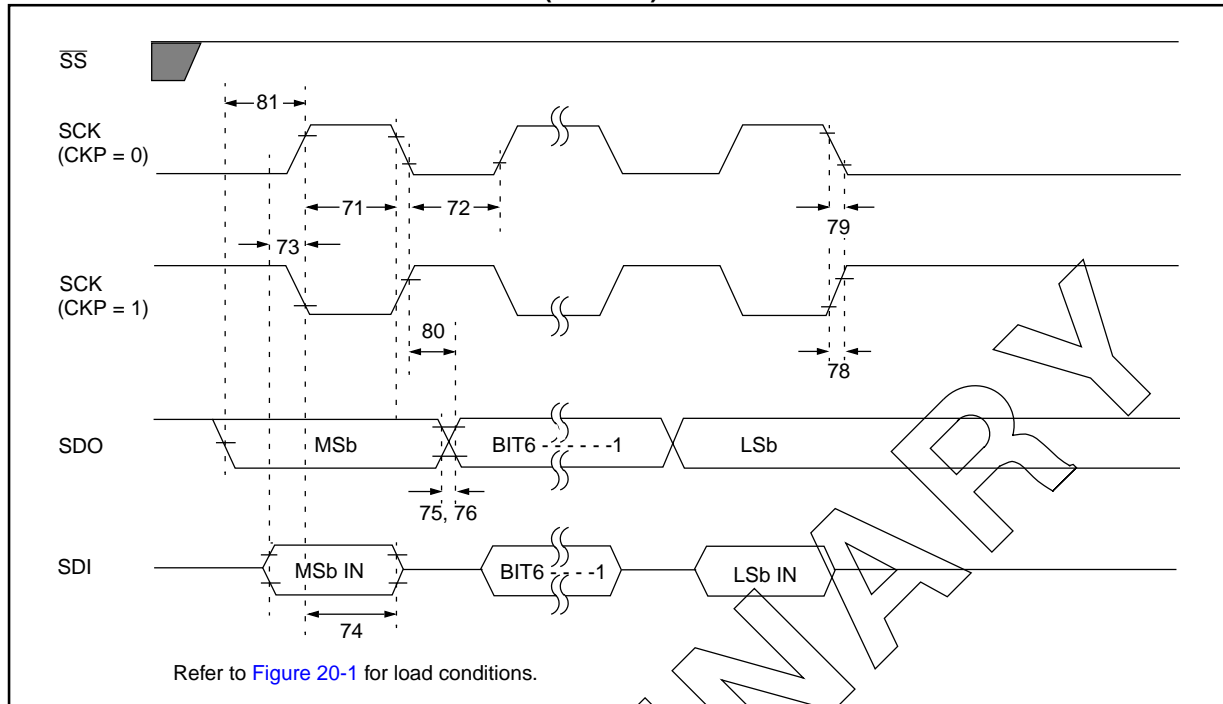 SS
81
SCK
(CKP = 0)
71
72
79
73
SCK
(CKP = 1)
80
78
SDO
MSb
BIT6 - - - - - -1
LSb
75, 76
SDI
MSb IN
BIT6 - - - -1
LSb IN
74
Refer to Figure 20-1 for load conditions.
NARY